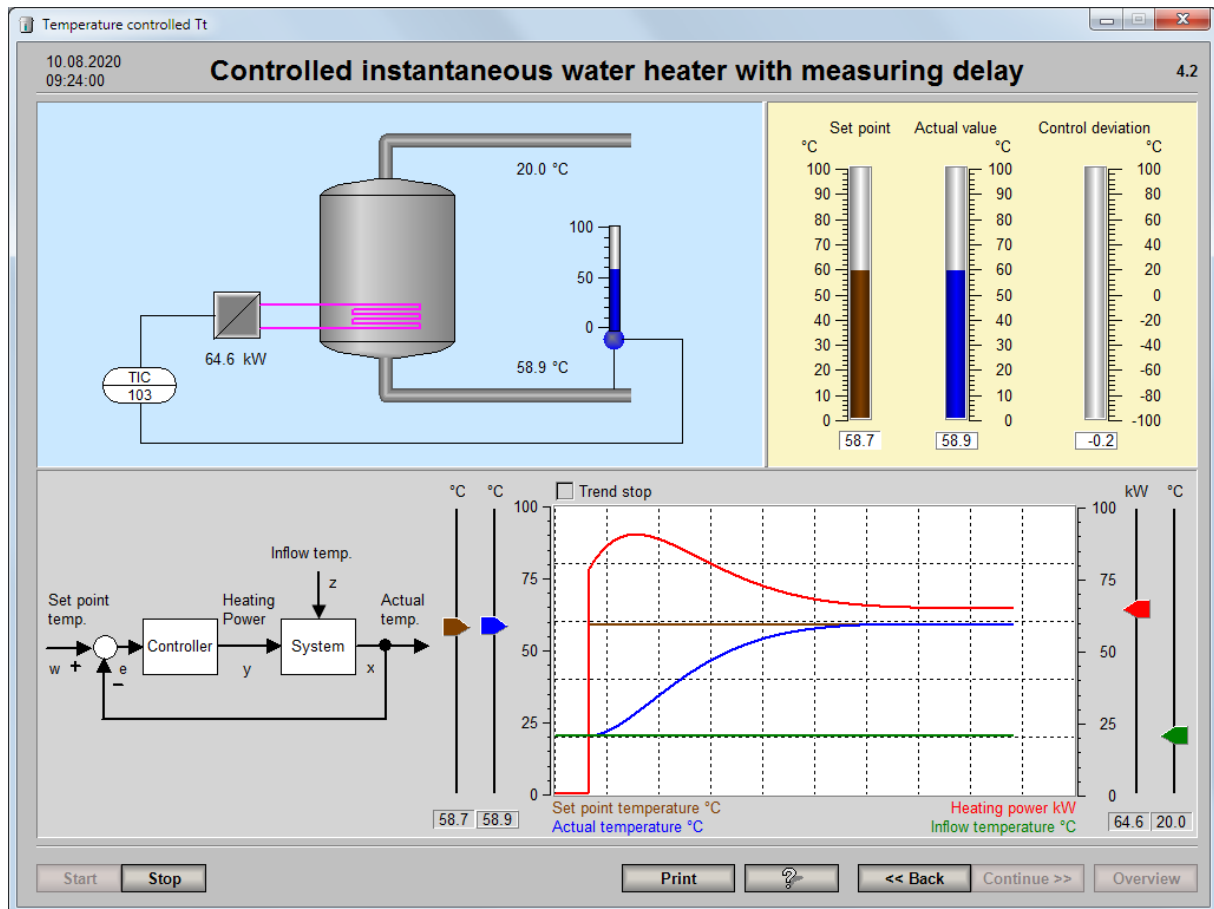 Temperature controlled Tt
10.08.2020
09:24:00
Controlled instantaneous water heater with measuring delay
4.2
20.0 °C
100
50
0
64.6 kW
58.9 °C
TIC
103
Set point
Actual value
Control deviation
°C
°C
°C
100
90
80
70
60
50
40
30
20
10
0
100
90
80
70
60
50
40
30
20
10
0
100
80
60
40
20
0
-20
-40
-60
-80
-100
58.7
58.9
-0.2
Inflow temp.
z
Set point
temp.
Heating
Power
Actual
temp.
Controller
System
w
+
e
−
y
x
°C
°C
58.7
58.9
Trend stop
100
75
50
25
0
100
75
50
25
0
Set point temperature °C
Heating power kW
Actual temperature °C
Inflow temperature °C
kW
°C
64.6
20.0
Start
Stop
Print
?
<< Back
Continue >>
Overview